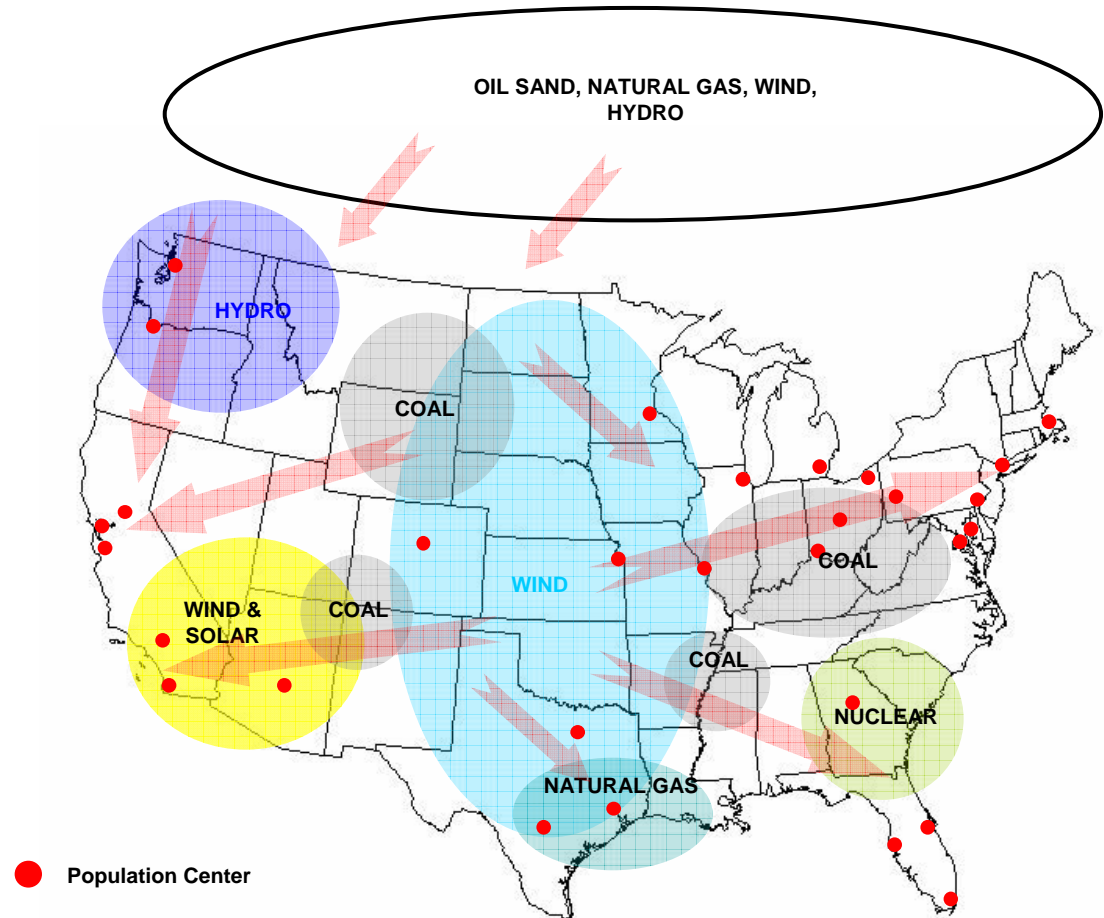 OIL SAND, NATURAL GAS, WIND,
HYDRO
HYDRO
COAL
WIND
WIND &
SOLAR
COAL
COAL
COAL
NUCLEAR
NATURAL GAS
Population Center